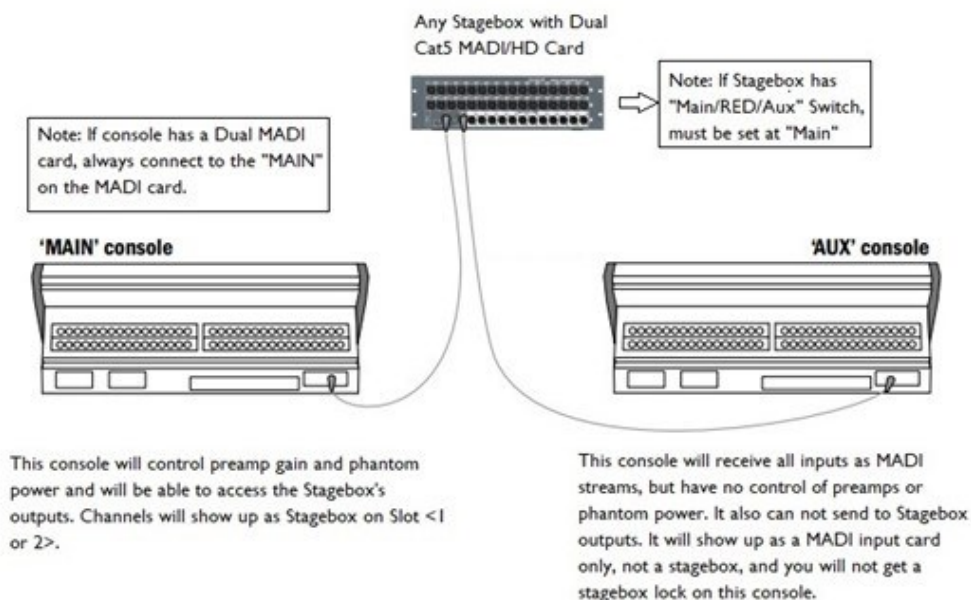 Any Stagebox with Dual
Cat5 MADI/HD Card
Note: If Stagebox has
"Main/RED/Aux" Switch,
must be set at "Main"
Note: If console has a Dual MADI
card, always connect to the "MAIN"
on the MADI card.
'MAIN' console
'AUX' console
This console will control preamp gain and phantom
power and will be able to access the Stagebox's
outputs. Channels will show up as Stagebox on Slot <1
or 2>.
This console will receive all inputs as MADI
streams, but have no control of preamps or
phantom power. It also can not send to Stagebox
outputs. It will show up as a MADI input card
only, not a stagebox, and you will not get a
stagebox lock on this console.